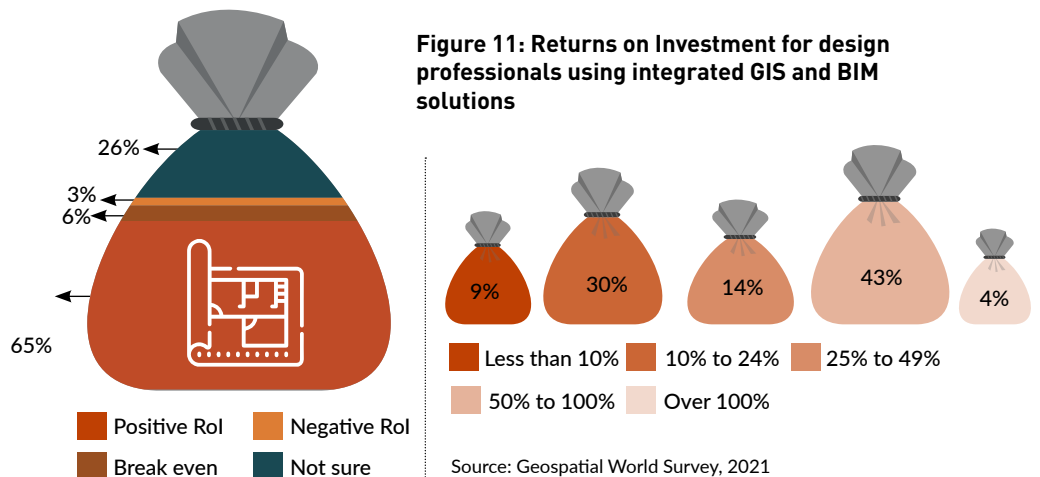 Figure 11: Returns on Investment for design
professionals using integrated GIS and BIM
solutions
26%
3%
6%
65%
Positive RoI
Negative RoI
Break even
Not sure
9%
30%
14%
43%
4%
Less than 10%
10% to 24%
25% to 49%
50% to 100%
Over 100%
Source: Geospatial World Survey, 2021